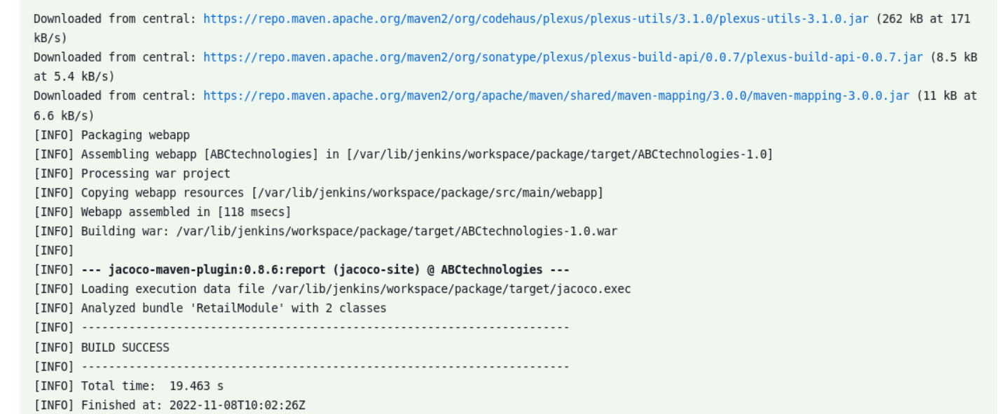 Downloaded from central: https://repo.maven.apache.org/maven2/org/codehaus/plexus/plexus-utils/3.1.0/plexus-utils-3.1.0.jar (262 kB at 171
kB/s)
Downloaded from central: https://repo.maven.apache.org/maven2/org/sonatype/plexus/plexus-build-api/0.0.7/plexus-build-api-0.0.7.jar (8.5 kB
at 5.4 kB/s)
Downloaded from central: https://repo.maven.apache.org/maven2/org/apache/maven/shared/maven-mapping/3.0.0/maven-mapping-3.0.0.jar (11 kB at
6.6 kB/s)
[INFO] Packaging webapp
[INFO] Assembling webapp [ABCtechnologies] in [/var/lib/jenkins/workspace/package/target/ABCtechnologies-1.0]
[INFO] Processing war project
[INFO] Copying webapp resources [/var/lib/jenkins/workspace/package/src/main/webapp]
[INFO] Webapp assembled in [118 msecs]
[INFO] Building war: /var/lib/jenkins/workspace/package/target/ABCtechnologies-1.0.war
[INFO]
[INFO] --- jacoco-maven-plugin:0.8.6:report (jacoco-site) @ ABCtechnologies ---
[INFO] Loading execution data file /var/lib/jenkins/workspace/package/target/jacoco.exec
[INFO] Analyzed bundle 'RetailModule' with 2 classes
[INFO] ------------------------------------------------------------------------
[INFO] BUILD SUCCESS
[INFO] ------------------------------------------------------------------------
[INFO] Total time:  19.463 s
[INFO] Finished at: 2022-11-08T10:02:26Z